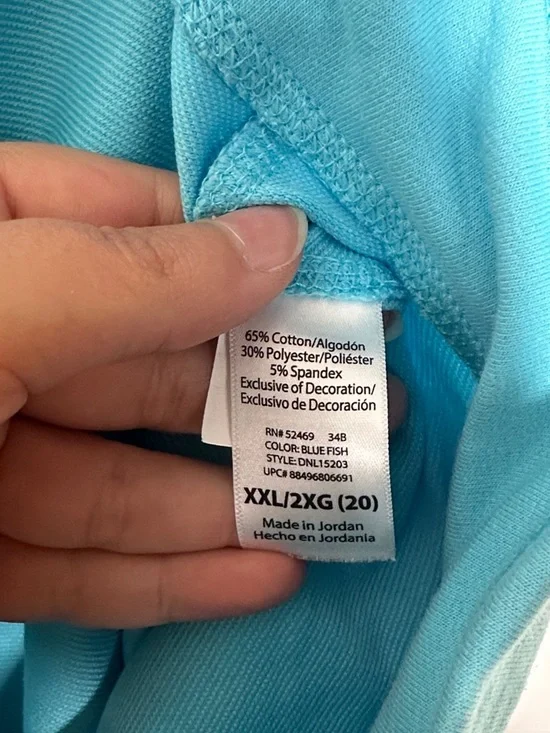 65% Cotton/Algodón
30% Polyester/Poliéster
5% Spandex
Exclusive of Decoration/
Exclusivo de Decoración
RN# 52469 34B
COLOR: BLUE FISH
STYLE: DNL15203
UPC# 88496806691
XXL/2XG (20)
Made in Jordan
Hecho en Jordania